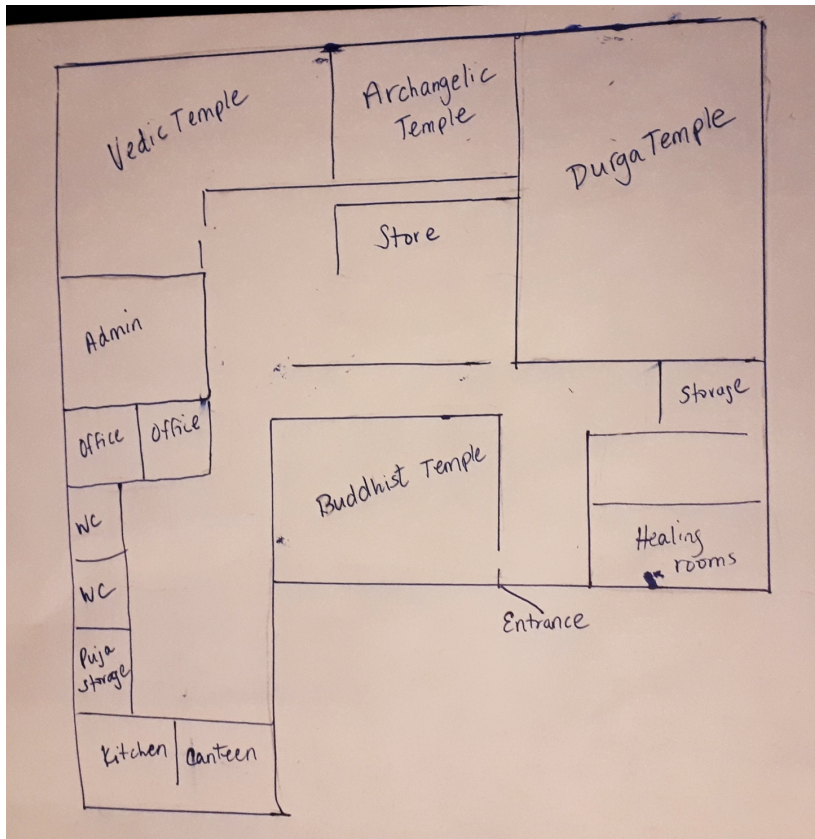 Vedic Temple
Archangelic
Temple
Durga Temple
Store
Admin
Storage
Office
Office
Buddhist Temple
WC
Healing
rooms
WC
Entrance
Puja
storage
Kitchen
Canteen